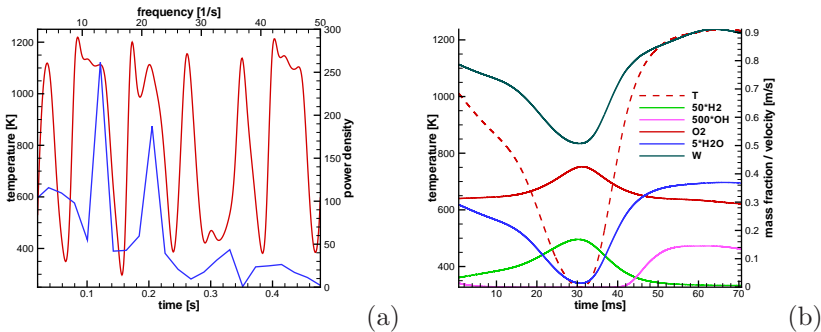 frequency [1/s]
10 20 30 40 50
1200
1000
800
600
400
temperature [K]
300
250
200
150
100
50
0
power density
0.1 0.2 0.3 0.4
time [s]
(a)
1200
1000
800
600
400
temperature [K]
T
50*H2
500*OH
O2
5*H2O
W
0.9
0.8
0.7
0.6
0.5
0.4
0.3
0.2
0.1
0
mass fraction / velocity [m/s]
10 20 30 40 50 60 70
time [ms]
(b)